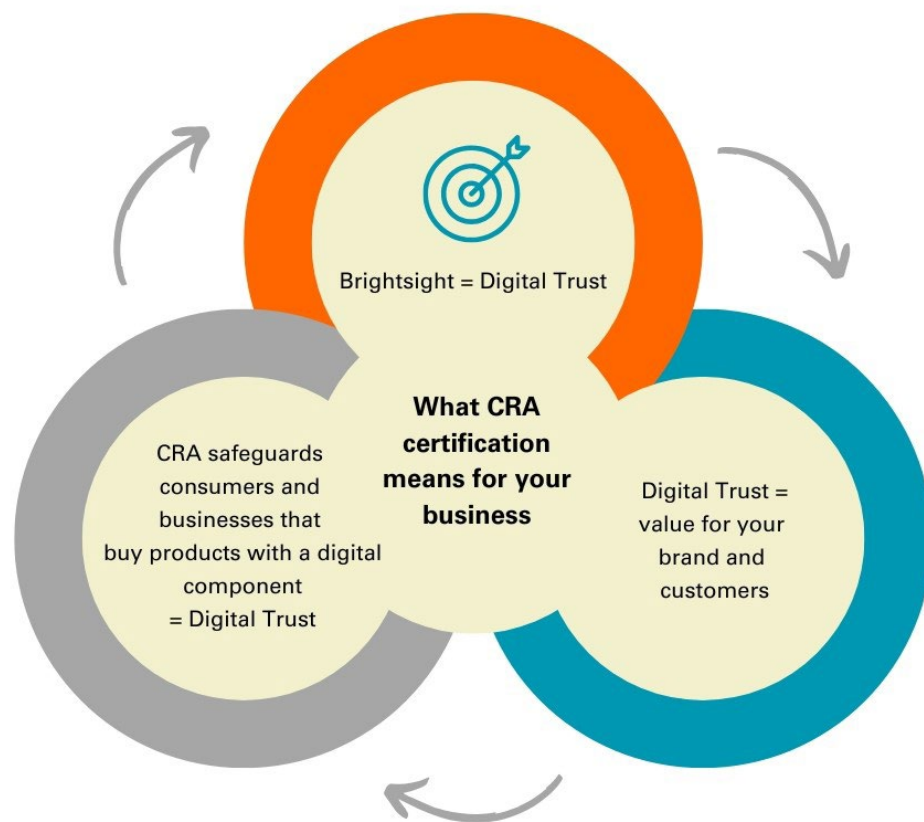 Brightsight = Digital Trust
What CRA
certification
means for your
business
CRA safeguards
consumers and
businesses that
buy products with a digital
component
= Digital Trust
Digital Trust =
value for your
brand and
customers